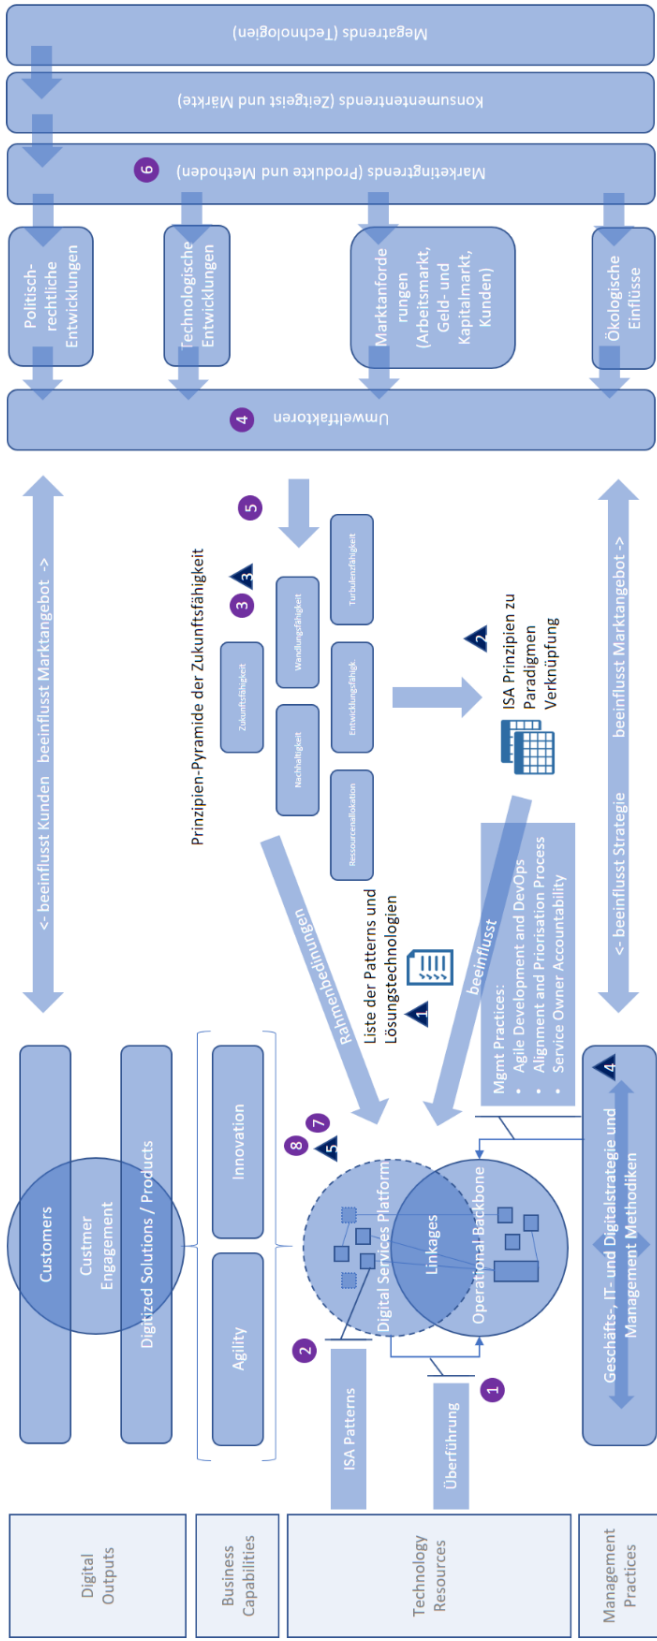 Digital
Outputs
Business
Capabilities
Technology
Resources
Management
Practices
Customers
Custmer
Engagement
Digitized Solutions / Products
Agility
Innovation
ISA Patterns
2
Überführung
1
8
7
5
Digital Services Platform
Linkages
Operational Backbone
Geschäfts-, IT- und Digitalstrategie und
Management Methodiken
4
<- beeinflusst Kunden
beeinflusst Marktangebot ->
Rahmenbedingungen
Liste der Patterns und
Lösungstechnologien
1
beeinflusst
Mgmt Practices:
• Agile Development and DevOps
• Alignment and Priorisation Process
• Service Owner Accountability
<- beeinflusst Strategie
beeinflusst Marktangebot ->
Prinzipien-Pyramide der Zukunftsfähigkeit
3
3
Zukunftsfähigkeit
Nachhaltigkeit
Wandlungsfähigkeit
Ressourcenallokation
Entwicklungsfähigk.
Turbulenzfähigkeit
5
2
ISA Prinzipien zu
Paradigmen
Verknüpfung
Umweltfaktoren
4
Politisch-
rechtliche
Entwicklungen
Technologische
Entwicklungen
Marktanforde
rungen
(Arbeitsmarkt,
Geld- und
Kapitalmarkt,
Kunden)
Ökologische
Einflüsse
Marketingtrends (Produkte und Methoden)
6
Konsumententrends (Zeitgeist und Märkte)
Megatrends (Technologien)